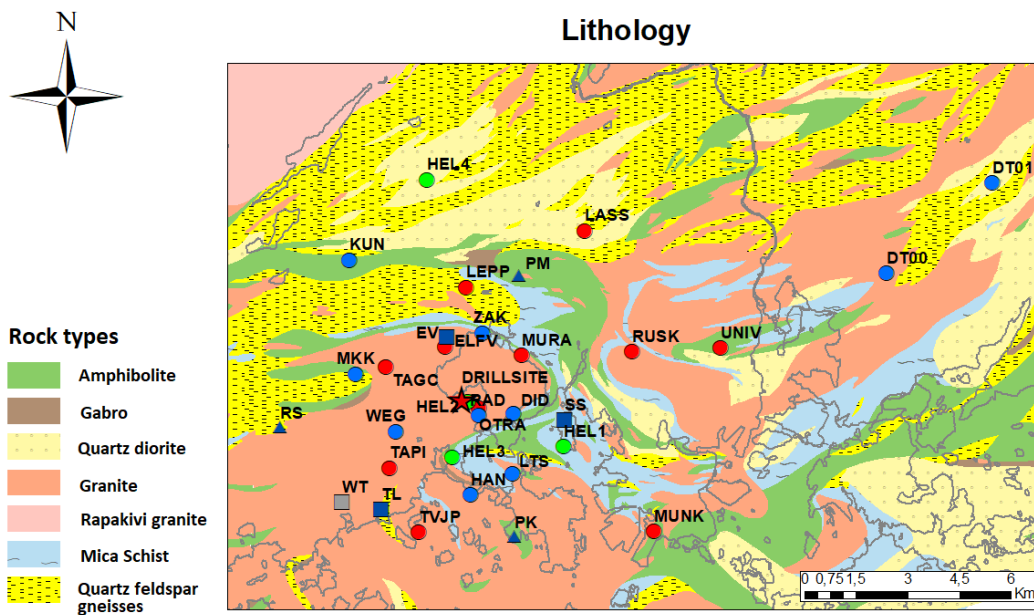 N
Lithology
HEL4
DT01
LASS
KUN
DT00
PM
LEPP
ZAK
EV
ELFV
MURA
RUSK
UNIV
MKK
TAGC
DRILLSITE
HEL2
RAD
DID
SS
RS
WEG
OTRA
HEL1
TAPI
HEL3
LTS
WT
TL
HAN
TVJP
PK
MUNK
Rock types
Amphibolite
Gabro
Quartz diorite
Granite
Rapakivi granite
Mica Schist
Quartz feldspar
gneisses
0 0,75 1,5 3 4,5 6
Km